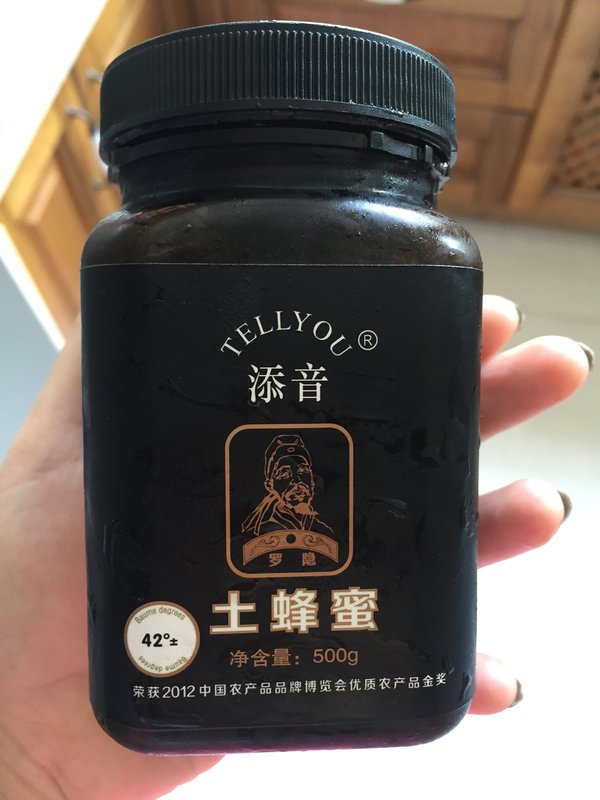 TELLYOU®
添音
罗隐
土蜂蜜
Baume degrees
42°±
Baume degrees
净含量：500g
荣获2012中国农产品品牌博览会优质农产品金奖